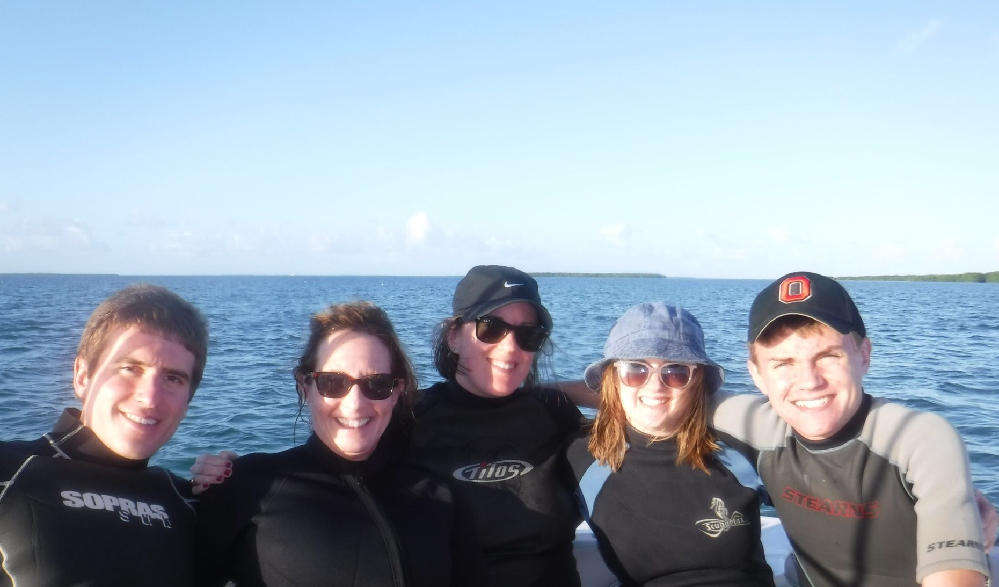 SOPRAS
sub
Tilos
ScubaMax
O
STEARNS
STEARNS